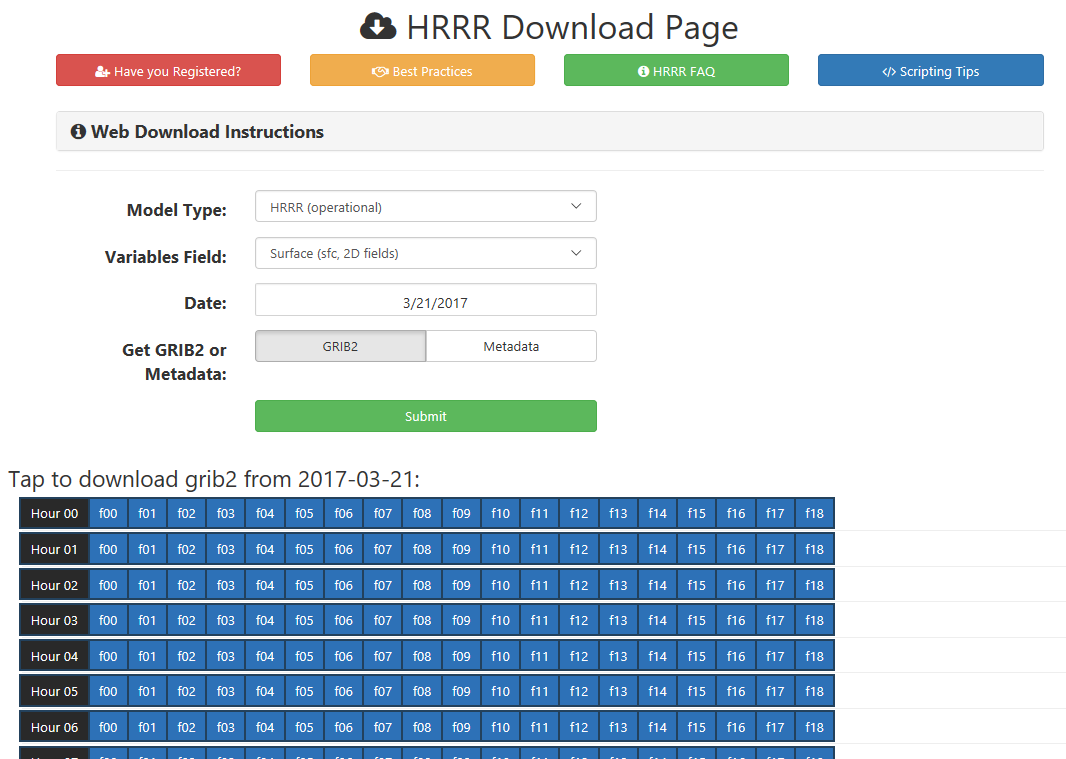 HRRR Download Page
Have you Registered? Best Practices HRRR FAQ </> Scripting Tips
Web Download Instructions
Model Type: HRRR (operational)
Variables Field: Surface (sfc, 2D fields)
Date: 3/21/2017
Get GRIB2 or GRIB2 Metadata
Metadata:
Submit
Tap to download grib2 from 2017-03-21:
Hour 00 f00 f01 f02 f03 f04 f05 f06 f07 f08 f09 f10 f11 f12 f13 f14 f15 f16 f17 f18
Hour 01 f00 f01 f02 f03 f04 f05 f06 f07 f08 f09 f10 f11 f12 f13 f14 f15 f16 f17 f18
Hour 02 f00 f01 f02 f03 f04 f05 f06 f07 f08 f09 f10 f11 f12 f13 f14 f15 f16 f17 f18
Hour 03 f00 f01 f02 f03 f04 f05 f06 f07 f08 f09 f10 f11 f12 f13 f14 f15 f16 f17 f18
Hour 04 f00 f01 f02 f03 f04 f05 f06 f07 f08 f09 f10 f11 f12 f13 f14 f15 f16 f17 f18
Hour 05 f00 f01 f02 f03 f04 f05 f06 f07 f08 f09 f10 f11 f12 f13 f14 f15 f16 f17 f18
Hour 06 f00 f01 f02 f03 f04 f05 f06 f07 f08 f09 f10 f11 f12 f13 f14 f15 f16 f17 f18